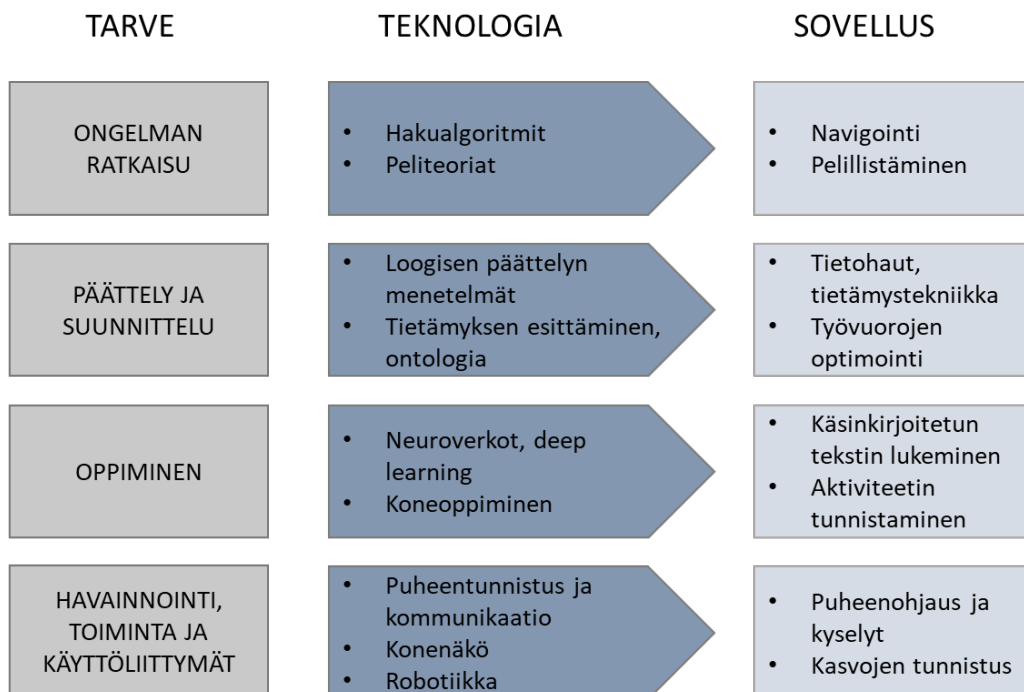 TARVE
TEKNOLOGIA
SOVELLUS
ONGELMAN
RATKAISU
• Hakualgoritmit
• Peliteoriat
• Navigointi
• Pelillistäminen
PÄÄTTELY JA
SUUNNITTELU
• Loogisen päättelyn
menetelmät
• Tietämyksen esittäminen,
ontologia
• Tietohaut,
tietämystekniikka
• Työvuorojen
optimointi
OPPIMINEN
• Neuroverkot, deep
learning
• Koneoppiminen
• Käsinkirjoitetun
tekstin lukeminen
• Aktiviteetin
tunnistaminen
HAVAINNOINTI,
TOIMINTA JA
KÄYTTÖLIITTYMÄT
• Puheentunnistus ja
kommunikaatio
• Konenäkö
• Robotiikka
• Puheenohjaus ja
kyselyt
• Kasvojen tunnistus